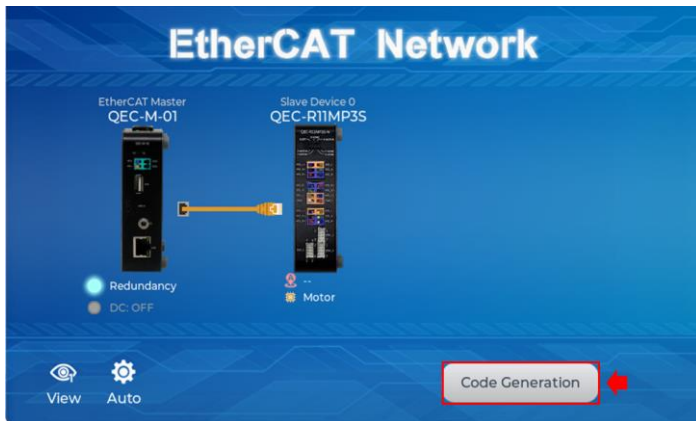 EtherCAT Network
EtherCAT Master
QEC-M-01
Slave Device 0
QEC-R11MP3S
Redundancy
DC: OFF
--
Motor
View
Auto
Code Generation